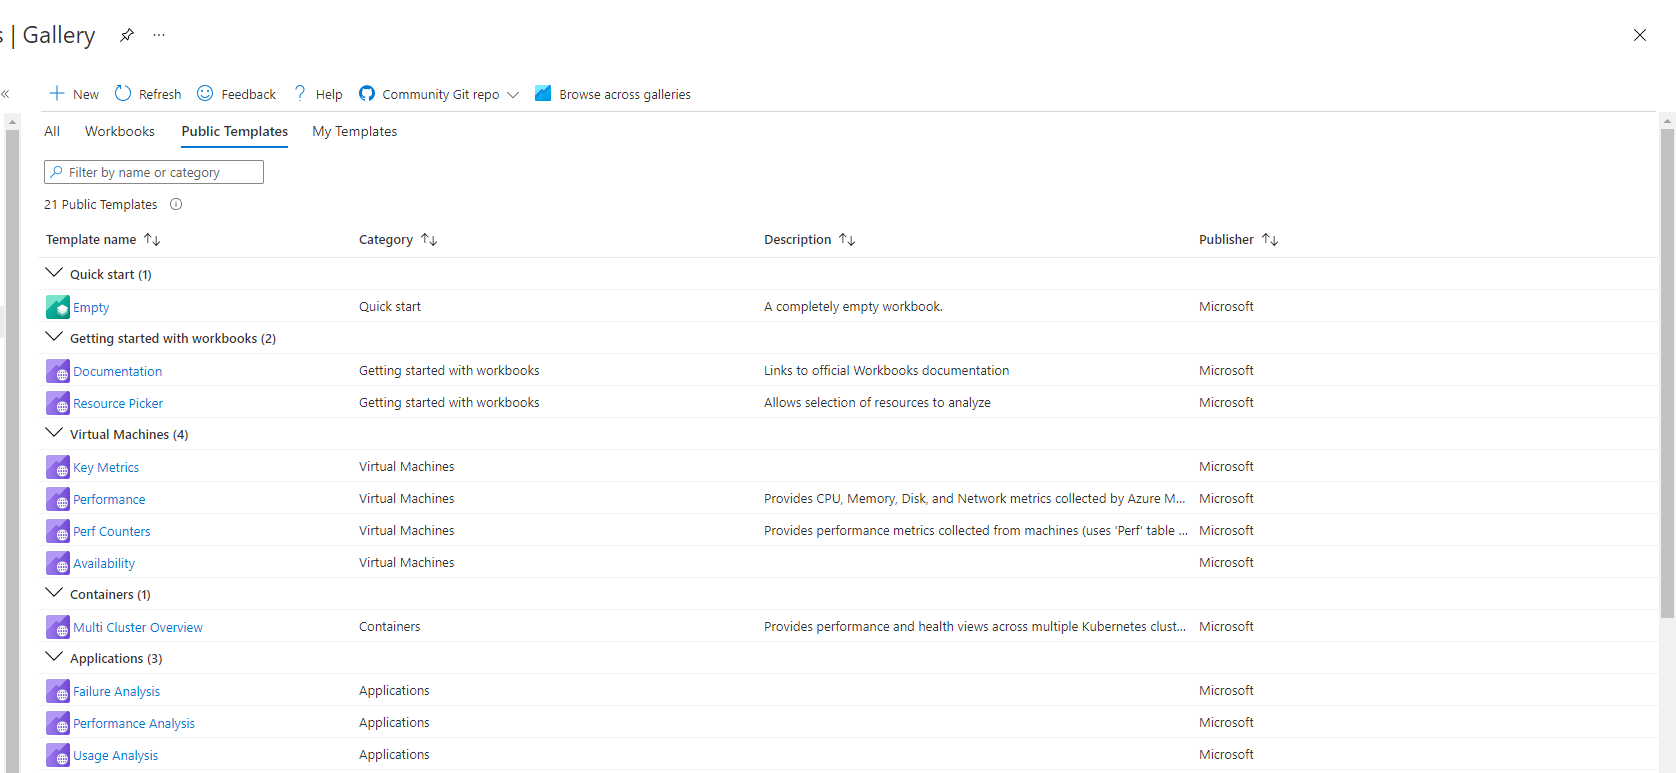 s | Gallery
New Refresh Feedback Help Community Git repo Browse across galleries
All Workbooks Public Templates My Templates
Filter by name or category
21 Public Templates
Template name Category Description Publisher
Quick start (1)
Empty Quick start A completely empty workbook. Microsoft
Getting started with workbooks (2)
Documentation Getting started with workbooks Links to official Workbooks documentation Microsoft
Resource Picker Getting started with workbooks Allows selection of resources to analyze Microsoft
Virtual Machines (4)
Key Metrics Virtual Machines Microsoft
Performance Virtual Machines Provides CPU, Memory, Disk, and Network metrics collected by Azure M... Microsoft
Perf Counters Virtual Machines Provides performance metrics collected from machines (uses 'Perf' table ... Microsoft
Availability Virtual Machines Microsoft
Containers (1)
Multi Cluster Overview Containers Provides performance and health views across multiple Kubernetes clust... Microsoft
Applications (3)
Failure Analysis Applications Microsoft
Performance Analysis Applications Microsoft
Usage Analysis Applications Microsoft